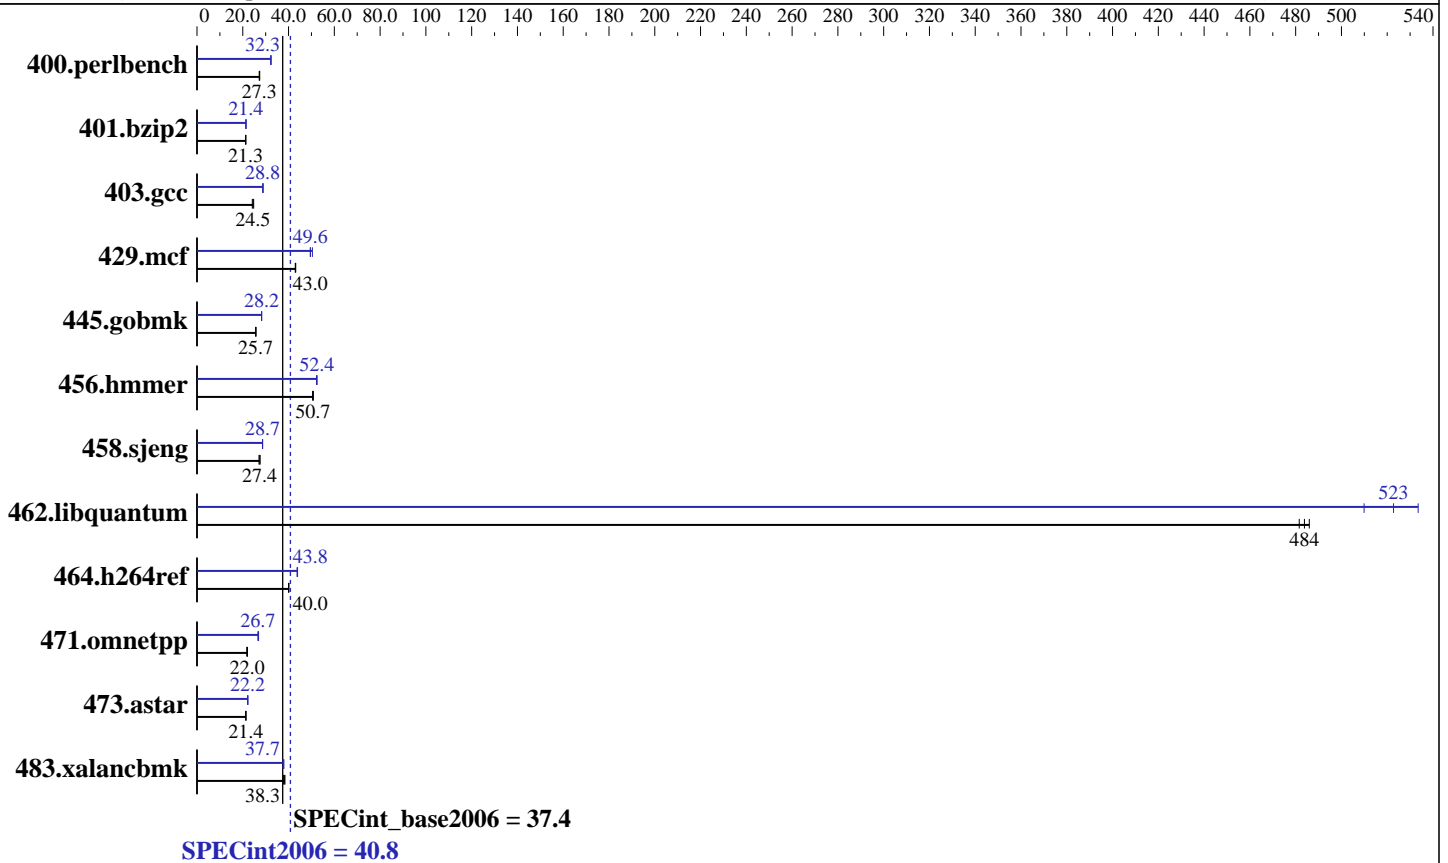 0 20.0 40.0 60.0 80.0 100 120 140 160 180 200 220 240 260 280 300 320 340 360 380 400 420 440 460 480 500 540
32.3
400.perlbench
27.3
21.4
401.bzip2
21.3
28.8
403.gcc
24.5
49.6
429.mcf
43.0
28.2
445.gobmk
25.7
52.4
456.hmmer
50.7
28.7
458.sjeng
27.4
523
462.libquantum
484
43.8
464.h264ref
40.0
26.7
471.omnetpp
22.0
22.2
473.astar
21.4
37.7
483.xalancbmk
38.3
SPECint_base2006 = 37.4
SPECint2006 = 40.8